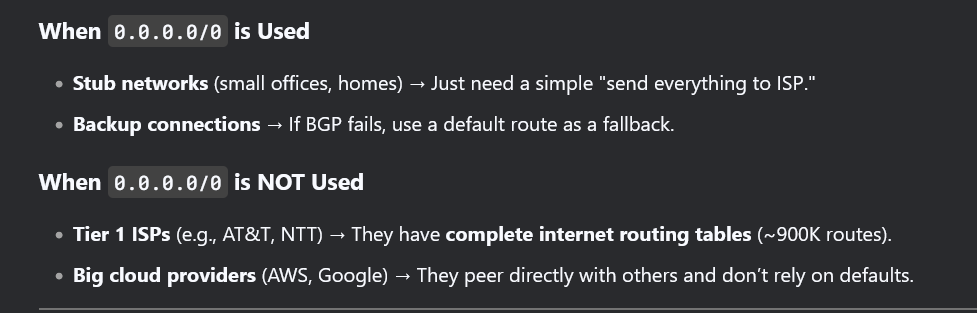 When 0.0.0.0/0 is Used
• Stub networks (small offices, homes) → Just need a simple "send everything to ISP."
• Backup connections → If BGP fails, use a default route as a fallback.
When 0.0.0.0/0 is NOT Used
• Tier 1 ISPs (e.g., AT&T, NTT) → They have complete internet routing tables (~900K routes).
• Big cloud providers (AWS, Google) → They peer directly with others and don’t rely on defaults.